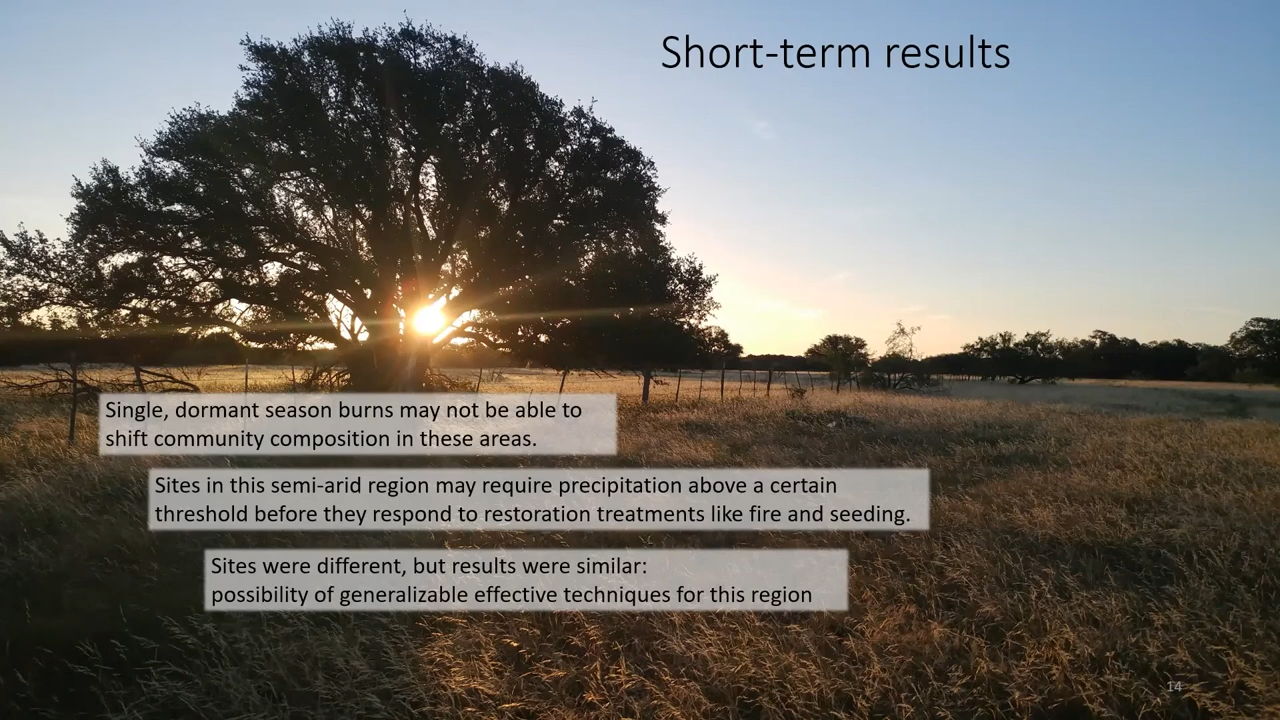 Short-term results
Single, dormant season burns may not be able to
shift community composition in these areas.
Sites in this semi-arid region may require precipitation above a certain
threshold before they respond to restoration treatments like fire and seeding.
Sites were different, but results were similar:
possibility of generalizable effective techniques for this region
14